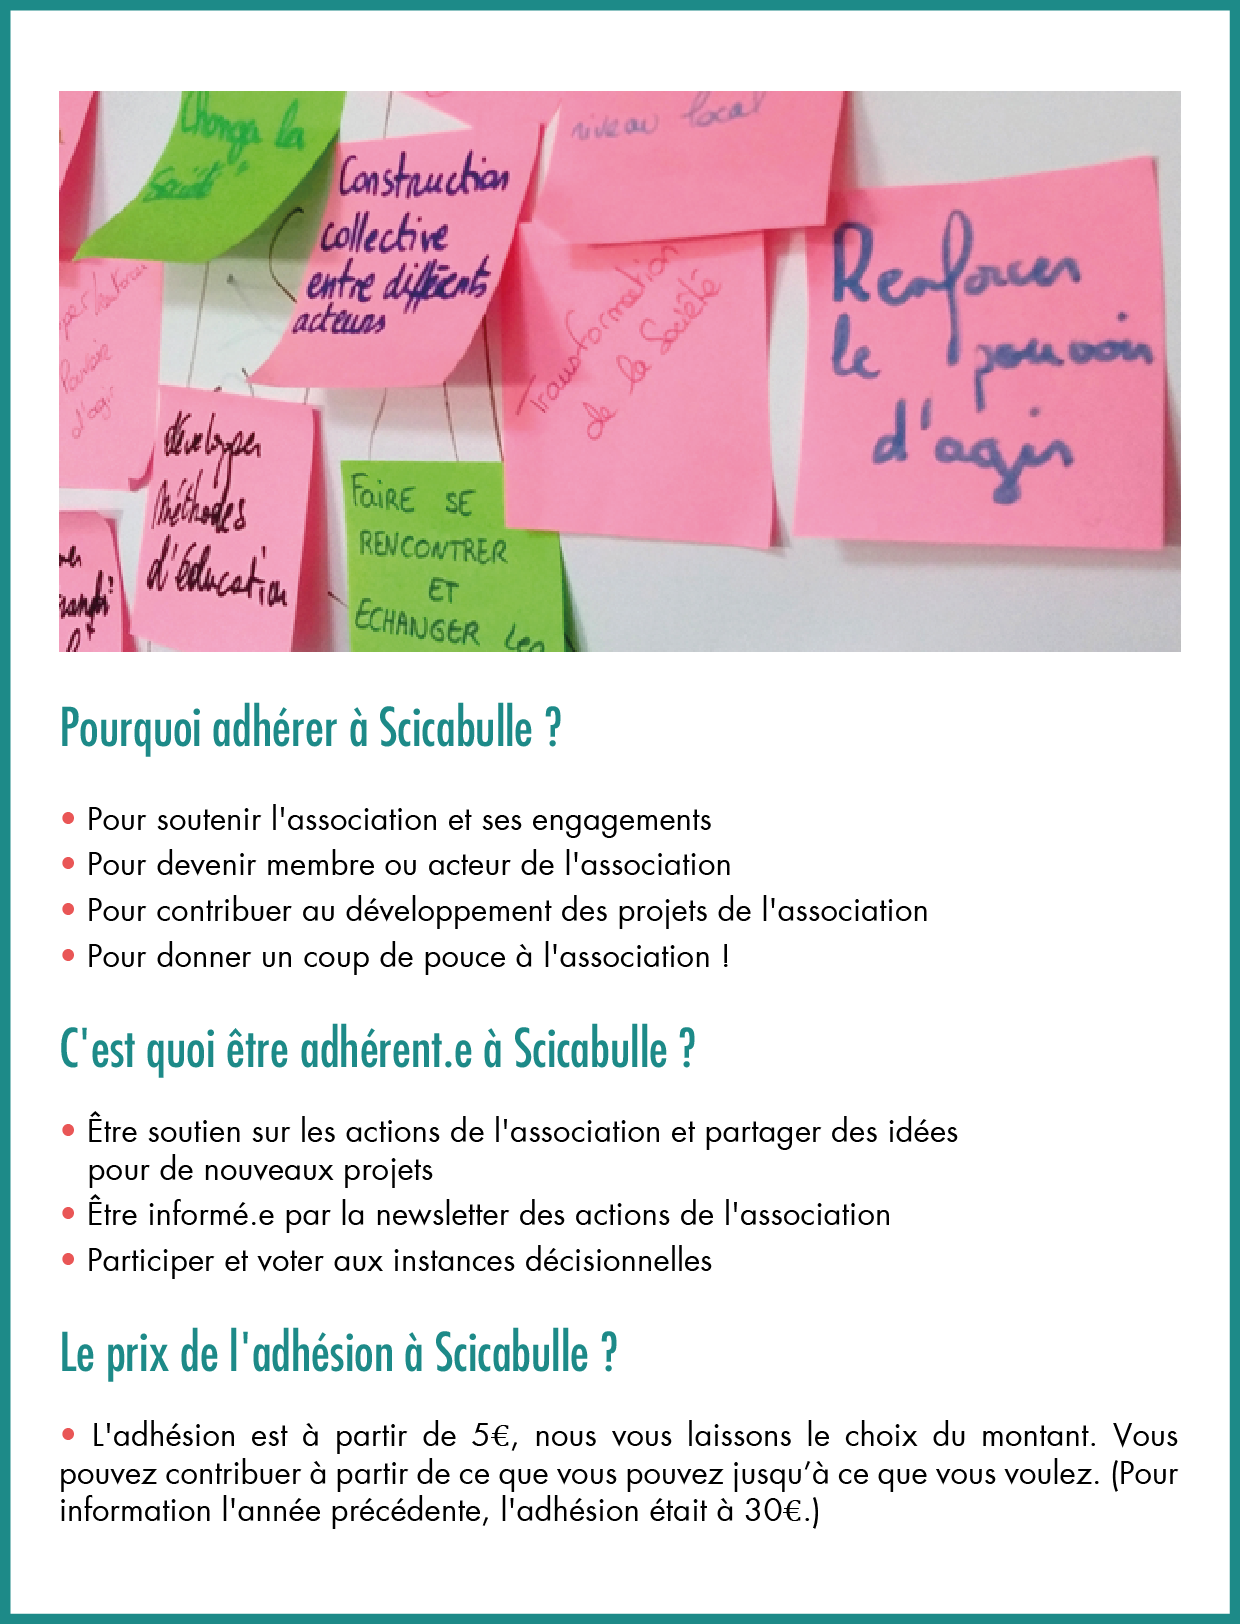 Changer la
Société"
niveau local
Construction
collective
entre différents
acteurs
Renforcer
le pouvoir
d'agir
Transformation
de la Société
Pouvoir
d'agir
développer
Méthodes
d'éducation
FAIRE SE
RENCONTRER
ET
ECHANGER Les
Pourquoi adhérer à Scicabulle ?
• Pour soutenir l'association et ses engagements
• Pour devenir membre ou acteur de l'association
• Pour contribuer au développement des projets de l'association
• Pour donner un coup de pouce à l'association !
C'est quoi être adhérent.e à Scicabulle ?
• Être soutien sur les actions de l'association et partager des idées
pour de nouveaux projets
• Être informé.e par la newsletter des actions de l'association
• Participer et voter aux instances décisionnelles
Le prix de l'adhésion à Scicabulle ?
• L'adhésion est à partir de 5€, nous vous laissons le choix du montant. Vous
pouvez contribuer à partir de ce que vous pouvez jusqu’à ce que vous voulez. (Pour
information l'année précédente, l'adhésion était à 30€.)